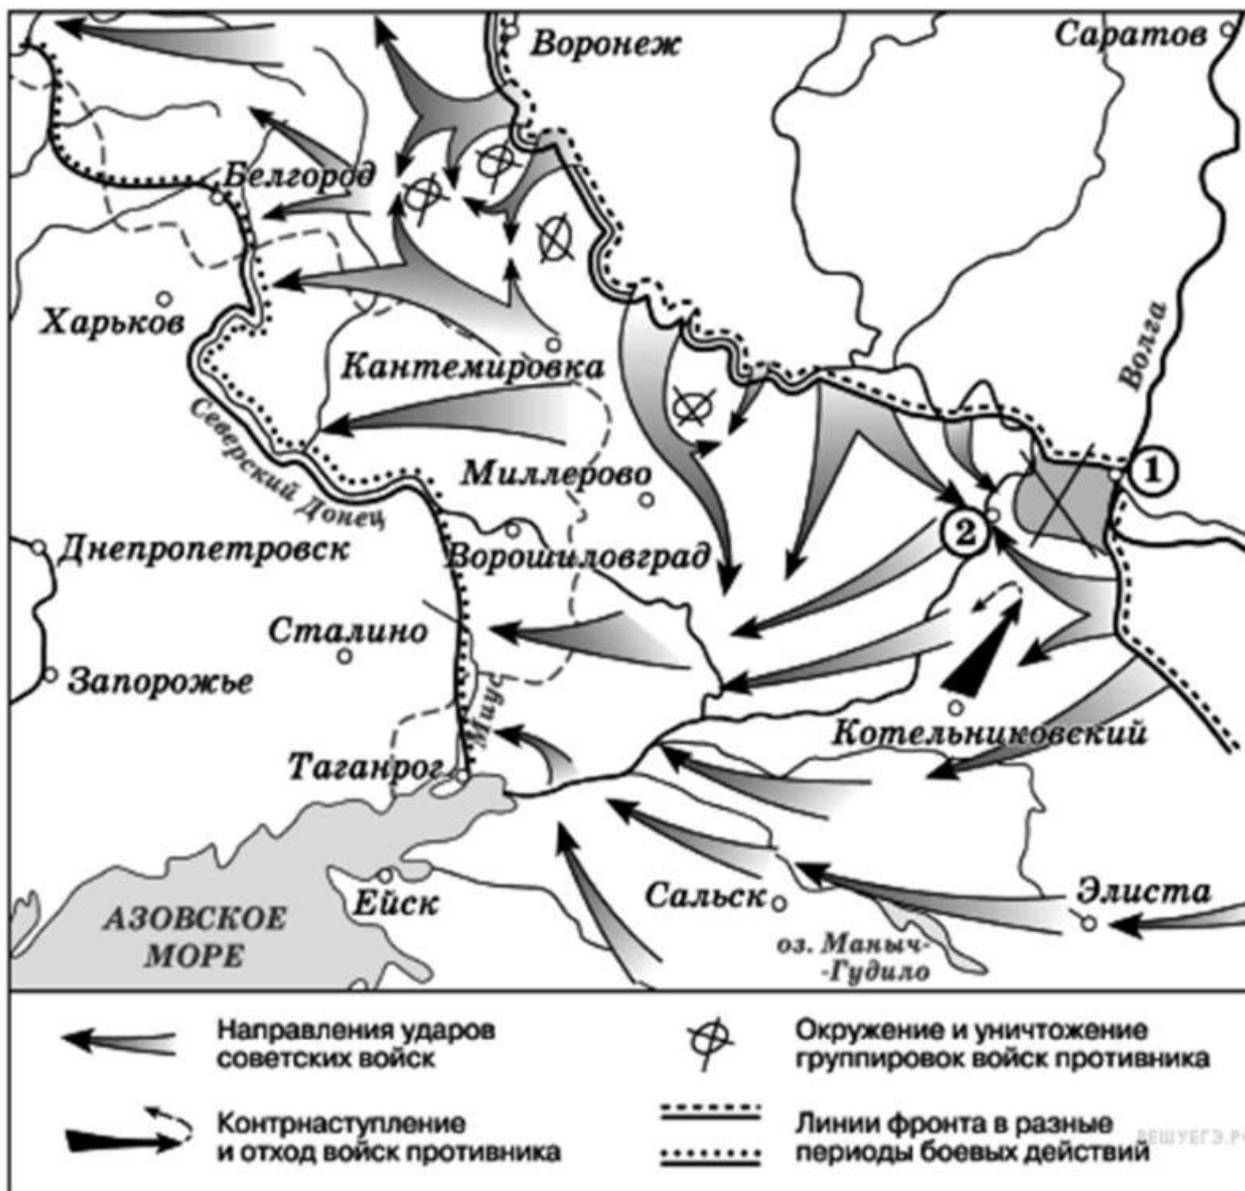 Воронеж
Саратов
Белгород
Волга
Харьков
Кантемировка
Северский Донец
Миллерово
1
2
Днепропетровск
Ворошиловград
Сталино
Запорожье
Миус
Котельниковский
Таганрог
Ейск
Сальск
Элиста
АЗОВСКОЕ
МОРЕ
оз. Маныч-
-Гудило
Направления ударов
советских войск
Окружение и уничтожение
группировок войск противника
Контрнаступление
и отход войск противника
Линии фронта в разные
периоды боевых действий
РЕШУЕГЭ.РФ